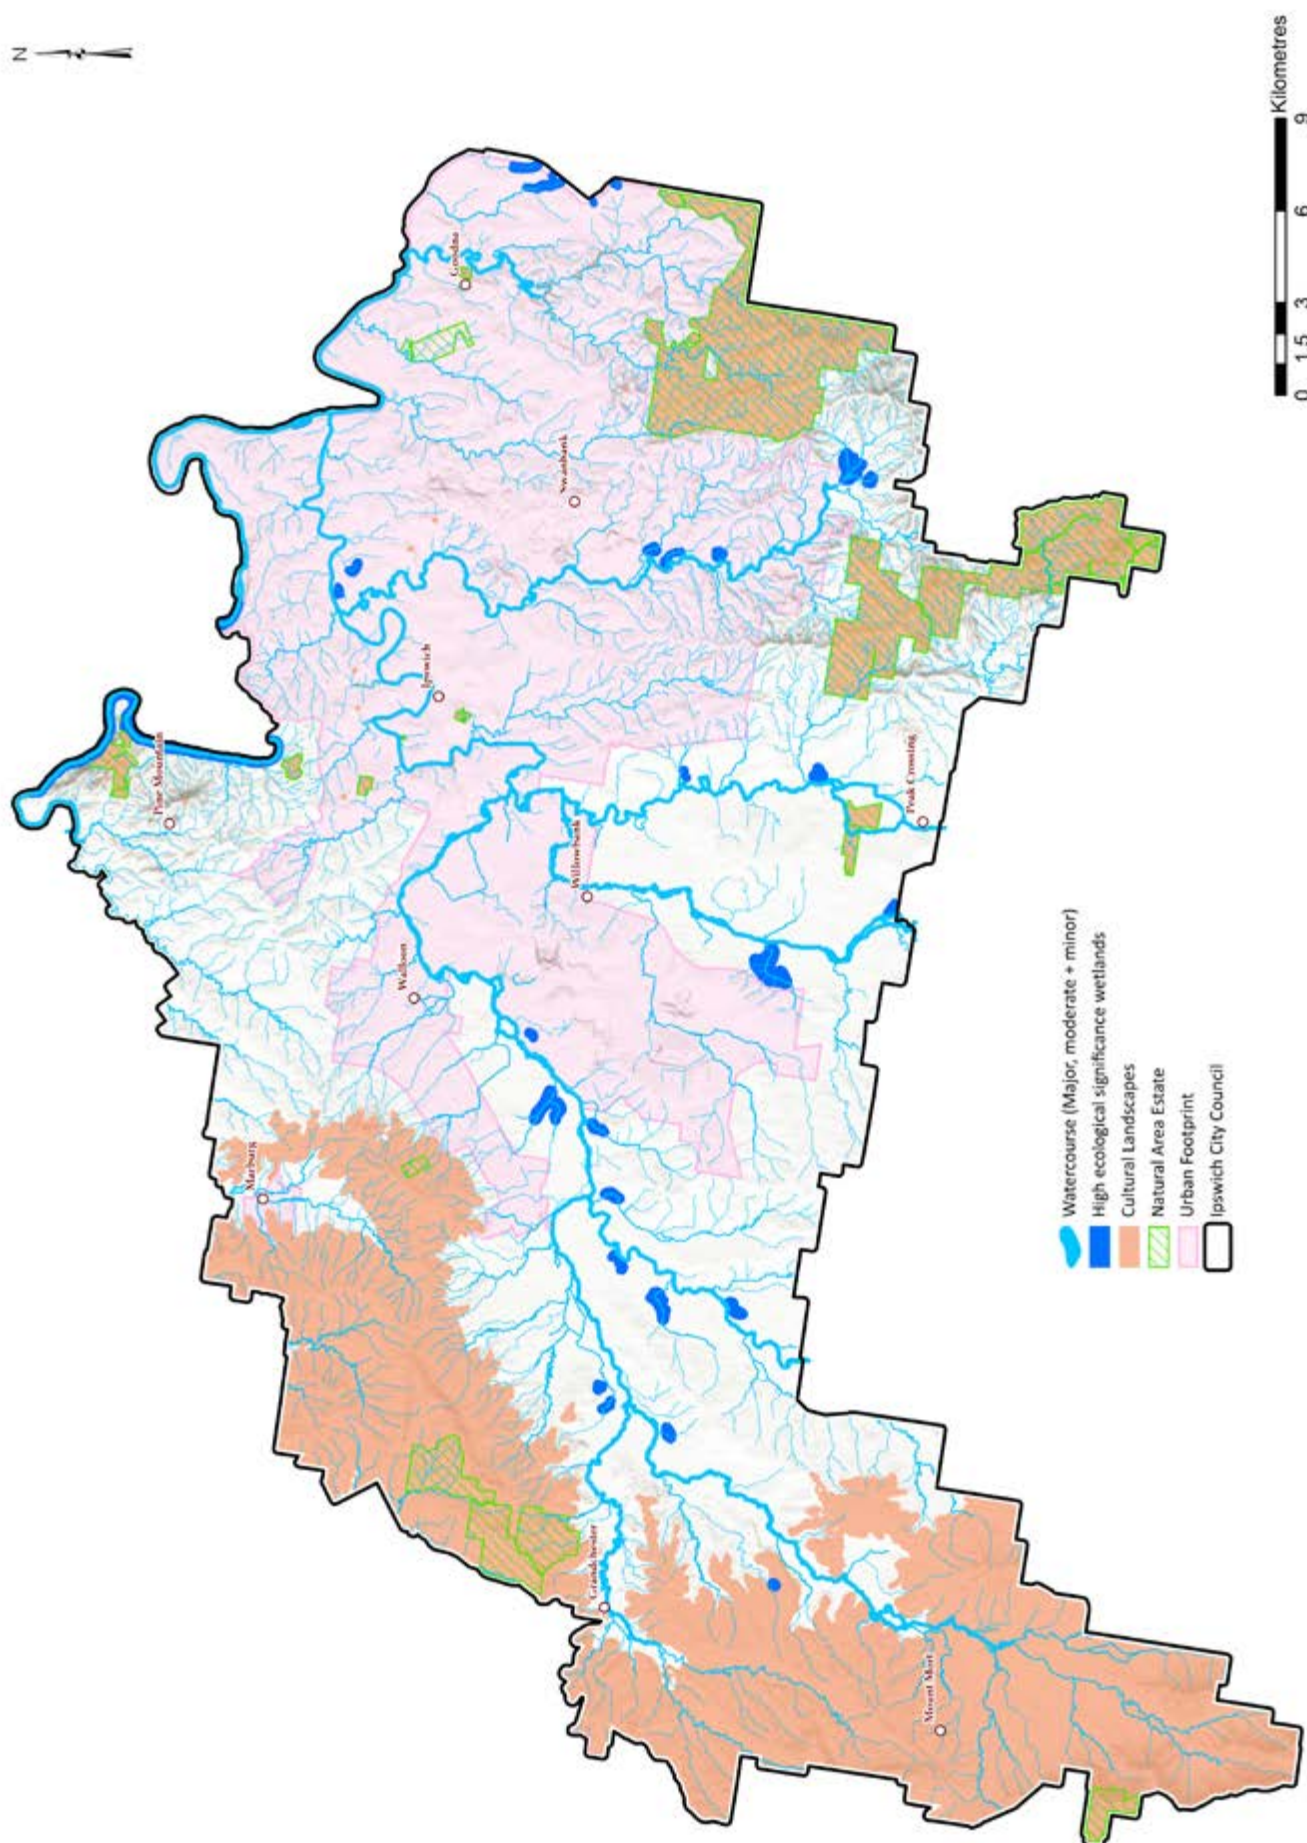 N
Pine Mountain
Marburg
Goodna
Walloon
Ipswich
Swanbank
Willowbank
Grandchester
Peak Crossing
Mount Mort
Watercourse (Major, moderate + minor)
High ecological significance wetlands
Cultural Landscapes
Natural Area Estate
Urban Footprint
Ipswich City Council
0 1.5 3 6 9
Kilometres